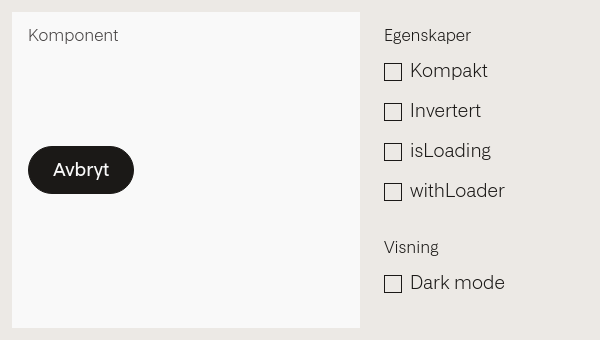 Komponent
Avbryt
Egenskaper
Kompakt
Invertert
isLoading
withLoader
Visning
Dark mode